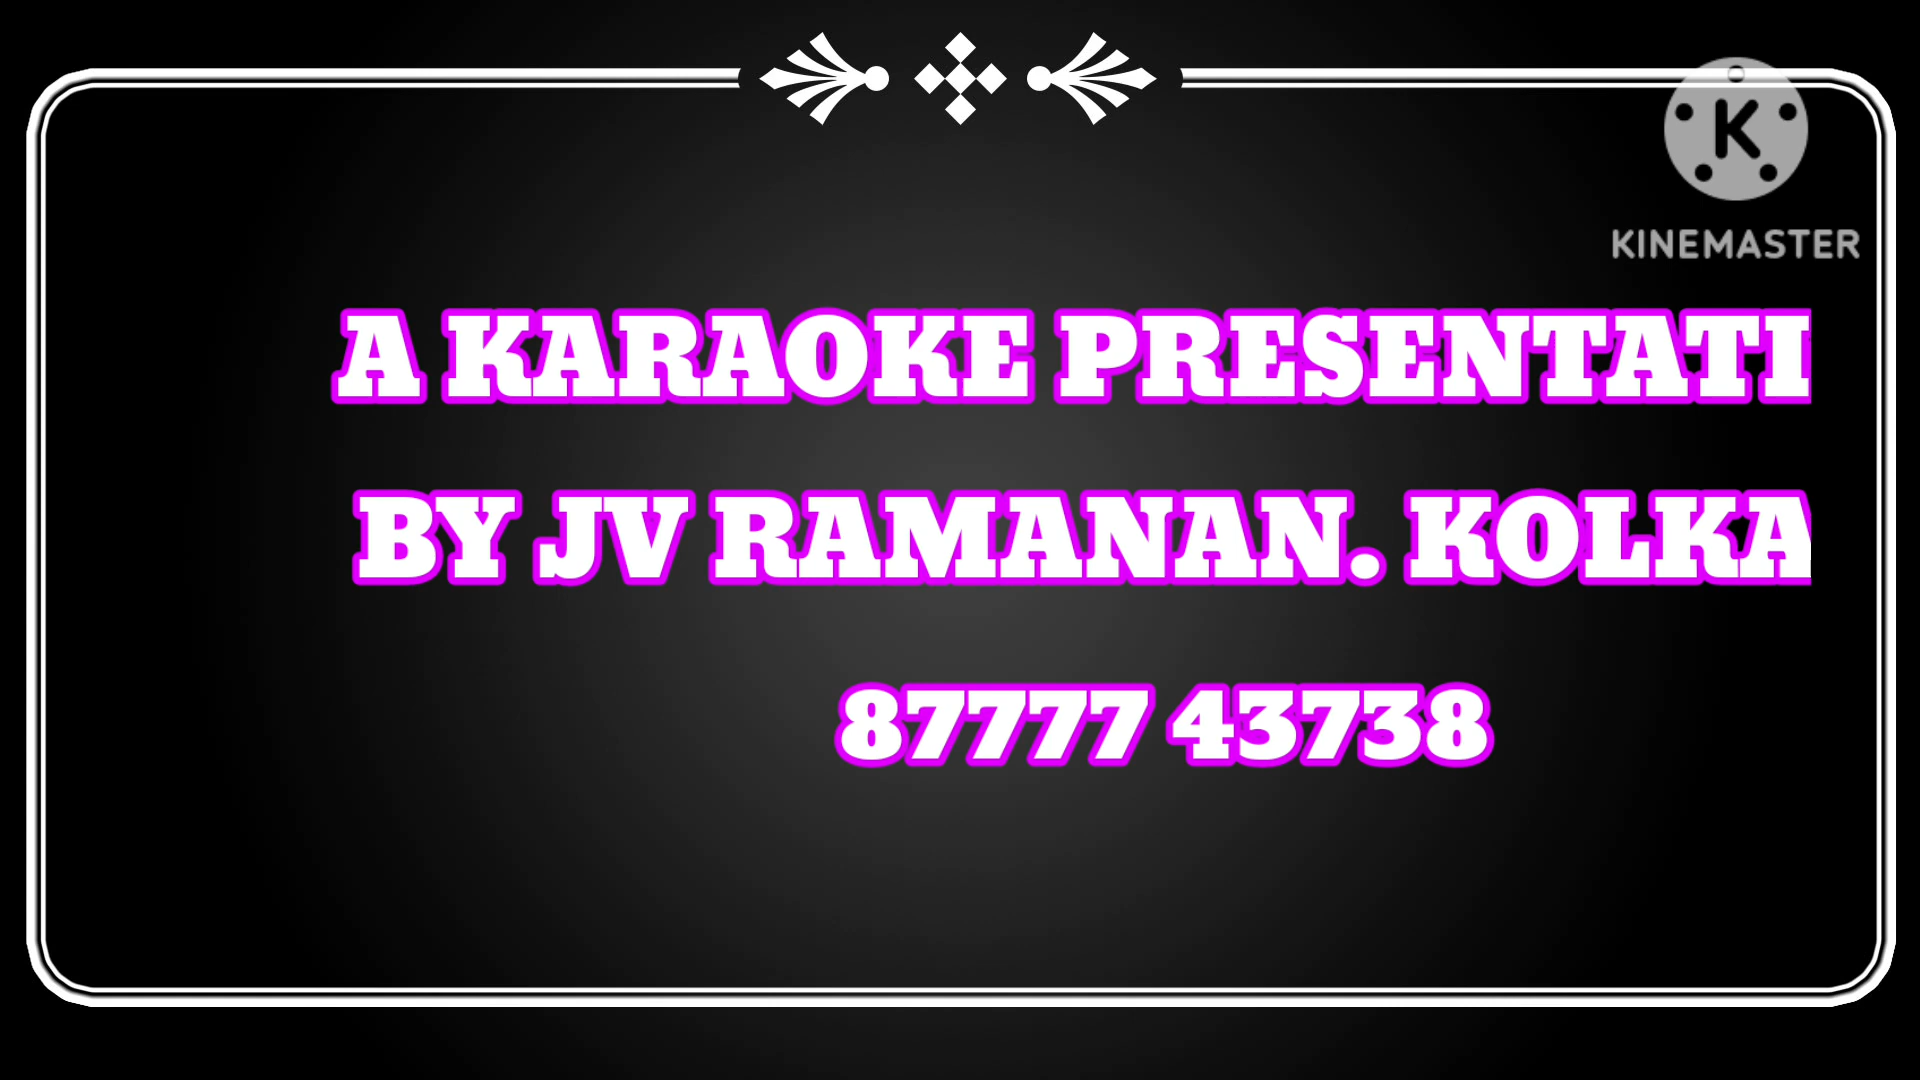 K
KINEMASTER
A KARAOKE PRESENTATI
BY JV RAMANAN. KOLKA
87777 43738